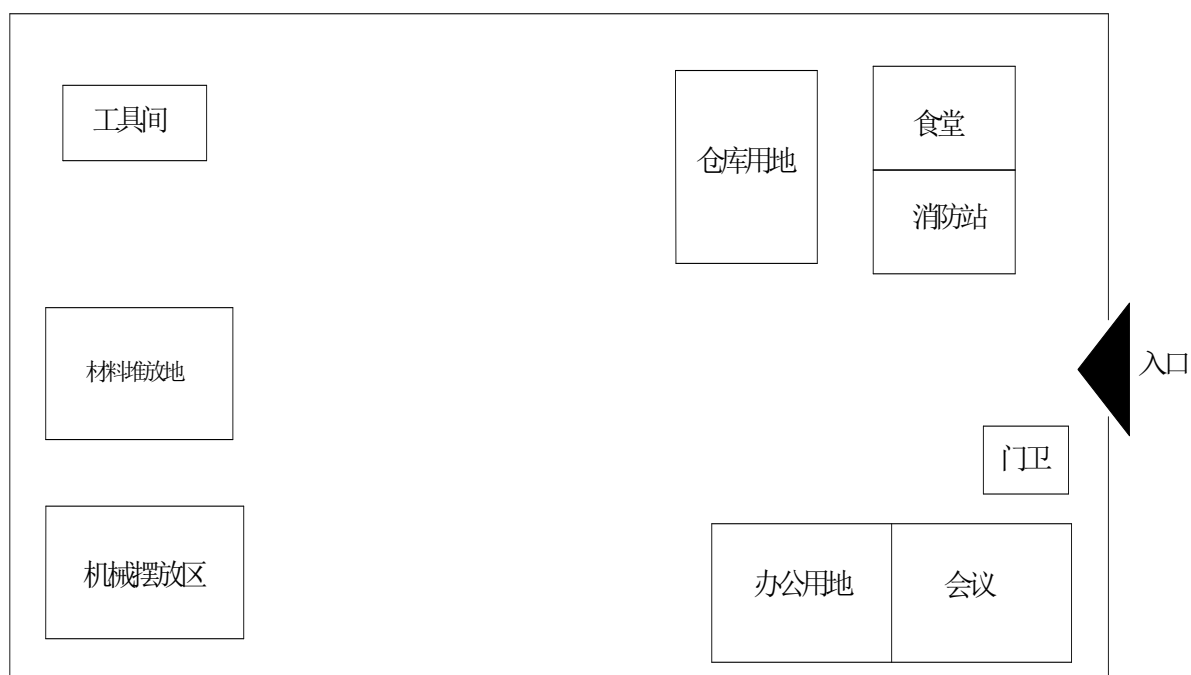 工具间
仓库用地
食堂
消防站
材料堆放地
入口
门卫
机械摆放区
办公用地
会议